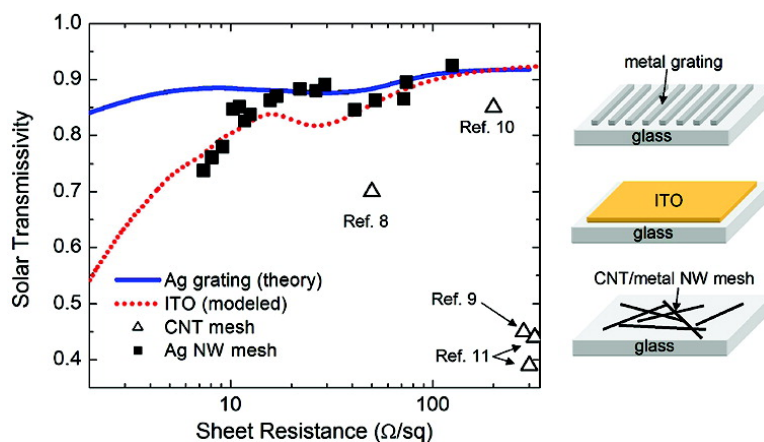 1.0
0.9
0.8
0.7
0.6
0.5
0.4
Solar Transmissivity
Ref. 10
Ref. 8
Ag grating (theory)
ITO (modeled)
CNT mesh
Ag NW mesh
Ref. 9
Ref. 11
10
100
Sheet Resistance (Ω/sq)
metal grating
glass
ITO
glass
CNT/metal NW mesh
glass